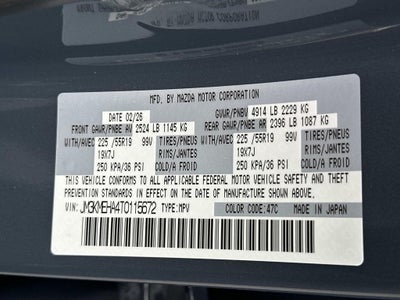 MFD. BY MAZDA MOTOR CORPORATION
DATE 02/26 GVWR/PNBV 4914 LB 2229 KG
FRONT GAWR/PNBE AV 2524 LB 1145 KG REAR GAWR/PNBE AR 2396 LB 1087 KG
WITH/AVEC 225/55R19 99V TIRES/PNEUS WITH/AVEC 225/55R19 99V TIRES/PNEUS
19X7J RIMS/JANTES 19X7J RIMS/JANTES
250 KPA/36 PSI COLD/A FROID 250 KPA/36 PSI COLD/A FROID
THIS VEHICLE CONFORMS TO ALL APPLICABLE FEDERAL MOTOR VEHICLE SAFETY
STANDARDS IN EFFECT ON THE DATE OF MANUFACTURE SHOWN ABOVE.
VIN: JM3KMEHA4T0115672 TYPE:MPV COLOR CODE:47C MADE IN JAPAN